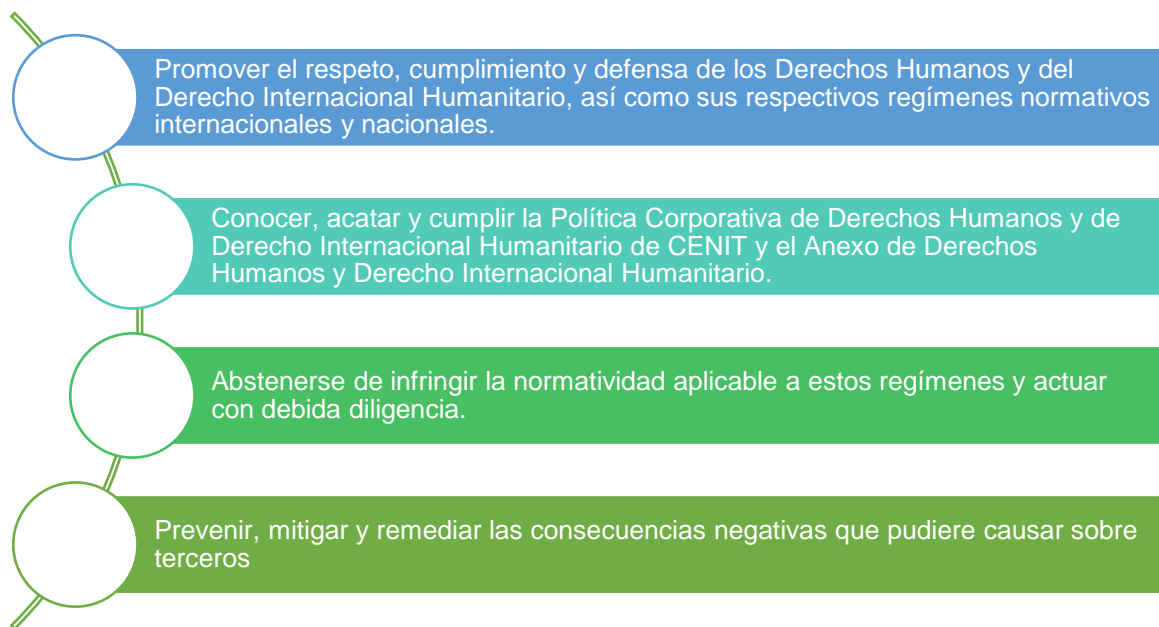 Promover el respeto, cumplimiento y defensa de los Derechos Humanos y del
Derecho Internacional Humanitario, así como sus respectivos regímenes normativos
internacionales y nacionales.
Conocer, acatar y cumplir la Política Corporativa de Derechos Humanos y de
Derecho Internacional Humanitario de CENIT y el Anexo de Derechos
Humanos y Derecho Internacional Humanitario.
Abstenerse de infringir la normatividad aplicable a estos regímenes y actuar
con debida diligencia.
Prevenir, mitigar y remediar las consecuencias negativas que pudiere causar sobre
terceros